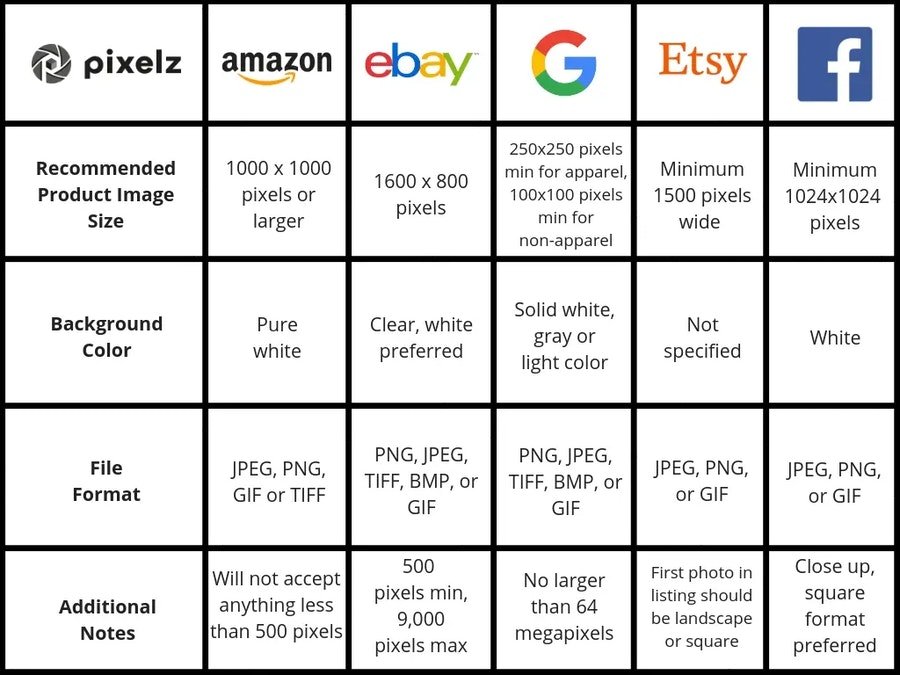 pixelz
amazon
ebay™
G
Etsy
f
Recommended
Product Image
Size
1000 x 1000
pixels or
larger
1600 x 800
pixels
250x250 pixels
min for apparel,
100x100 pixels
min for
non-apparel
Minimum
1500 pixels
wide
Minimum
1024x1024
pixels
Background
Color
Pure
white
Clear, white
preferred
Solid white,
gray or
light color
Not
specified
White
File
Format
JPEG, PNG,
GIF or TIFF
PNG, JPEG,
TIFF, BMP, or
GIF
PNG, JPEG,
TIFF, BMP, or
GIF
JPEG, PNG,
or GIF
JPEG, PNG,
or GIF
Additional
Notes
Will not accept
anything less
than 500 pixels
500
pixels min,
9,000
pixels max
No larger
than 64
megapixels
First photo in
listing should
be landscape
or square
Close up,
square
format
preferred